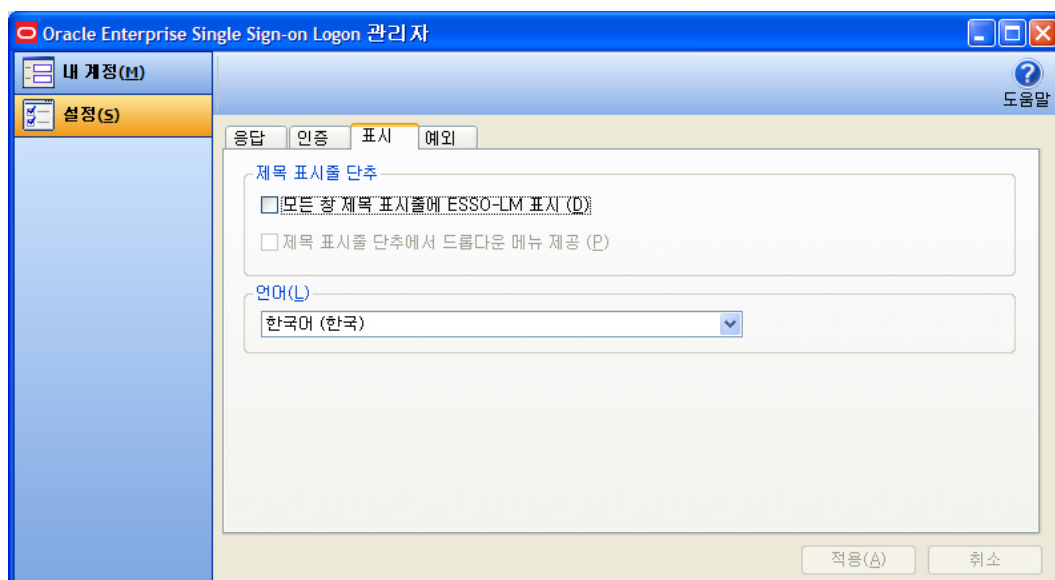 Oracle Enterprise Single Sign-on Logon 관리자
내 계정(M)
설정(S)
도움말
응답 인증 표시 예외
제목 표시줄 단추
모든 창 제목 표시줄에 ESSO-LM 표시 (D)
제목 표시줄 단추에서 드롭다운 메뉴 제공 (P)
언어(L)
한국어 (한국)
적용(A) 취소